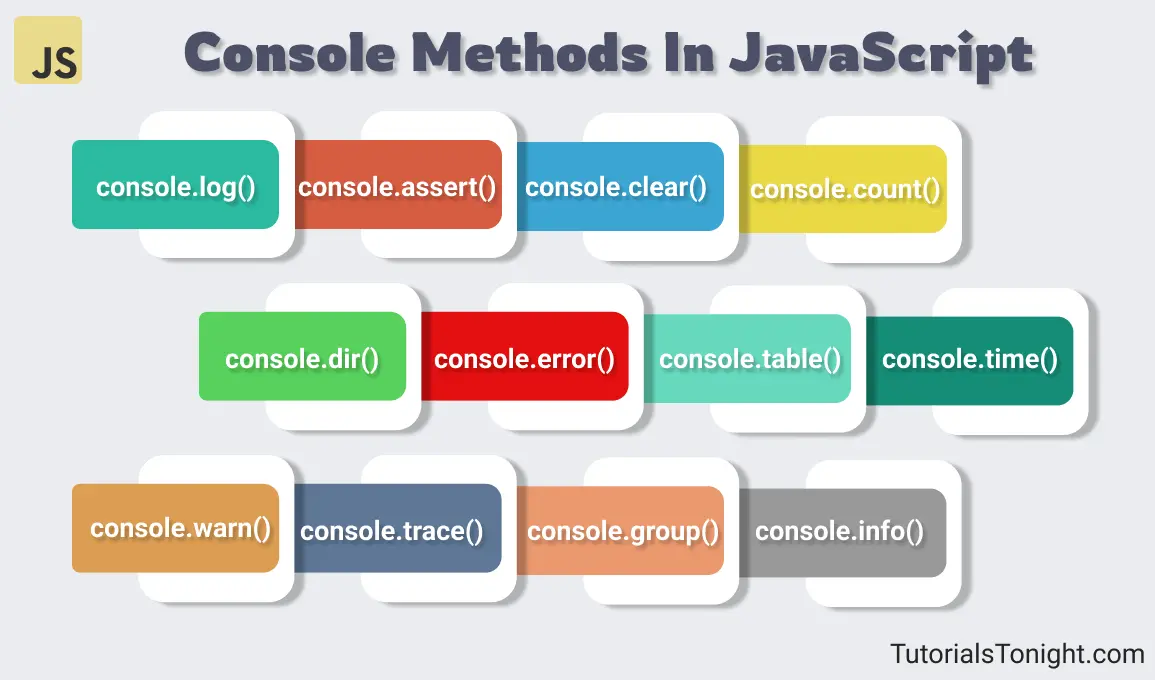 JS
Console Methods In JavaScript
console.log() console.assert() console.clear() console.count()
console.dir() console.error() console.table() console.time()
console.warn() console.trace() console.group() console.info()
TutorialsTonight.com